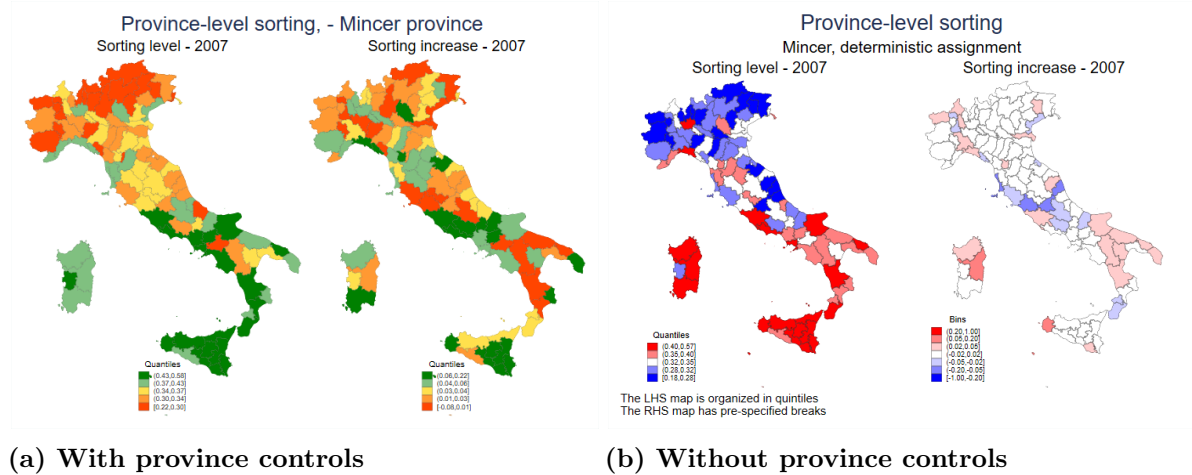 Province-level sorting, - Mincer province
Sorting level - 2007
Sorting increase - 2007
Quantiles
(0.43,0.58]
(0.37,0.43]
(0.34,0.37]
(0.30,0.34]
[0.22,0.30]
Quantiles
(0.06,0.22]
(0.04,0.06]
(0.03,0.04]
(0.01,0.03]
[-0.08,0.01]
(a) With province controls
Province-level sorting
Mincer, deterministic assignment
Sorting level - 2007
Sorting increase - 2007
Quantiles
(0.40,0.57]
(0.35,0.40]
(0.32,0.35]
(0.28,0.32]
[0.18,0.28]
Bins
(0.20,1.00]
(0.05,0.20]
(0.02,0.05]
(-0.02,0.02]
(-0.05,-0.02]
(-0.20,-0.05]
[-1.00,-0.20]
The LHS map is organized in quintiles
The RHS map has pre-specified breaks
(b) Without province controls